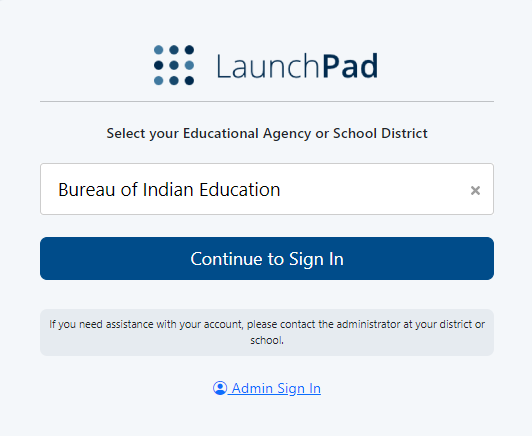 LaunchPad
Select your Educational Agency or School District
Bureau of Indian Education
×
Continue to Sign In
If you need assistance with your account, please contact the administrator at your district or
school.
Admin Sign In